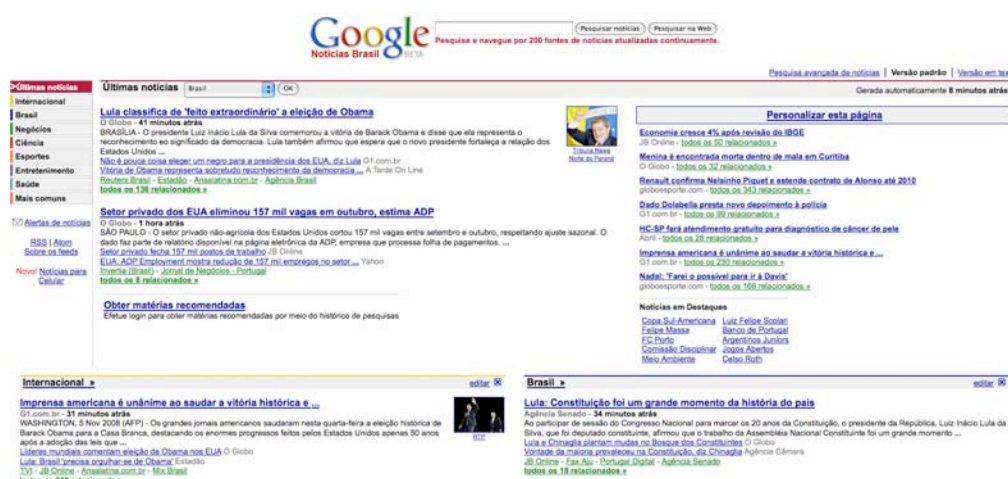 Google
Notícias Brasil BETA
Pesquisar notícias
Pesquisar na Web
Pesquise e navegue por 200 fontes de notícias atualizadas continuamente.
Pesquisa avançada de notícias | Versão padrão | Versão em tex
>Últimas notícias
Internacional
Brasil
Negócios
Ciência
Esportes
Entretenimento
Saúde
Mais comuns
Alertas de notícias
RSS | Atom
Sobre os feeds
Novo! Notícias para
Celular
Últimas notícias Brasil OK
Gerada automaticamente 8 minutos atrás
Lula classifica de 'feito extraordinário' a eleição de Obama
O Globo - 41 minutos atrás
BRASÍLIA - O presidente Luiz Inácio Lula da Silva comemorou a vitória de Barack Obama e disse que ela representa o
reconhecimento eo significado da democracia. Lula também afirmou que espera que o novo presidente fortaleça a relação dos
Estados Unidos ...
Não é pouca coisa eleger um negro para a presidência dos EUA, diz Lula G1.com.br
Vitória de Obama representa sobretudo reconhecimento da democracia ... A Tarde On Line
Reuters Brasil - Estadão - Ansalatina.com.br - Agência Brasil
todos os 136 relacionados »
Tribuna News
Norte do Paraná
Setor privado dos EUA eliminou 157 mil vagas em outubro, estima ADP
O Globo - 1 hora atrás
SÃO PAULO - O setor privado não-agrícola dos Estados Unidos cortou 157 mil vagas entre setembro e outubro, respeitando ajuste sazonal. O
dado faz parte de relatório disponível na página eletrônica da ADP, empresa que processa folha de pagamentos. ...
Setor privado fecha 157 mil postos de trabalho JB Online
EUA: ADP Employment mostra redução de 157 mil empregos no setor ... Yahoo
Invertia (Brasil) - Jornal de Negócios - Portugal
todos os 8 relacionados »
Obter matérias recomendadas
Efetue login para obter matérias recomendadas por meio do histórico de pesquisas
Personalizar esta página
Economia cresce 4% após revisão do IBGE
JB Online - todos os 50 relacionados »
Menina é encontrada morta dentro de mala em Curitiba
O Globo - todos os 32 relacionados »
Renault confirma Nelsinho Piquet e estende contrato de Alonso até 2010
globoesporte.com - todos os 343 relacionados »
Dado Dolabella presta novo depoimento à polícia
G1.com.br - todos os 99 relacionados »
HC-SP fará atendimento gratuito para diagnóstico de câncer de pele
Abril - todos os 28 relacionados »
Imprensa americana é unânime ao saudar a vitória histórica e ...
G1.com.br - todos os 230 relacionados »
Nadal: 'Farei o possível para ir à Davis'
globoesporte.com - todos os 168 relacionados »
Notícias em Destaques
Copa Sul-Americana Luiz Felipe Scolari
Felipe Massa Banco de Portugal
FC Porto Argentinos Juniors
Comissão Disciplinar Jogos Abertos
Meio Ambiente Celso Roth
Internacional » editar
Imprensa americana é unânime ao saudar a vitória histórica e ...
G1.com.br - 31 minutos atrás
WASHINGTON, 5 Nov 2008 (AFP) - Os grandes jornais americanos saudaram nesta quarta-feira a eleição histórica de
Barack Obama para a Casa Branca, destacando os enormes progressos feitos pelos Estados Unidos apenas 50 anos
após a adoção das leis que ...
Líderes mundiais comentam eleição de Obama nos EUA O Globo
Lula: Brasil 'precisa orgulhar-se de Obama' Estadão
TVI - JB Online - Ansalatina.com.br - Mix Brasil
RTP
Brasil » editar
Lula: Constituição foi um grande momento da história do país
Agência Senado - 34 minutos atrás
Ao participar de sessão do Congresso Nacional para marcar os 20 anos da Constituição, o presidente da República, Luiz Inácio Lula da
Silva, que foi deputado constituinte, afirmou que o trabalho da Assembléia Nacional Constituinte foi um grande momento ...
Lula e Chinaglia plantam mudas no Bosque dos Constituintes O Globo
Vontade da maioria prevaleceu na Constituição, diz Chinaglia Agência Câmara
JB Online - Fax Aju - Portugal Digital - Agência Senado
todos os 18 relacionados »